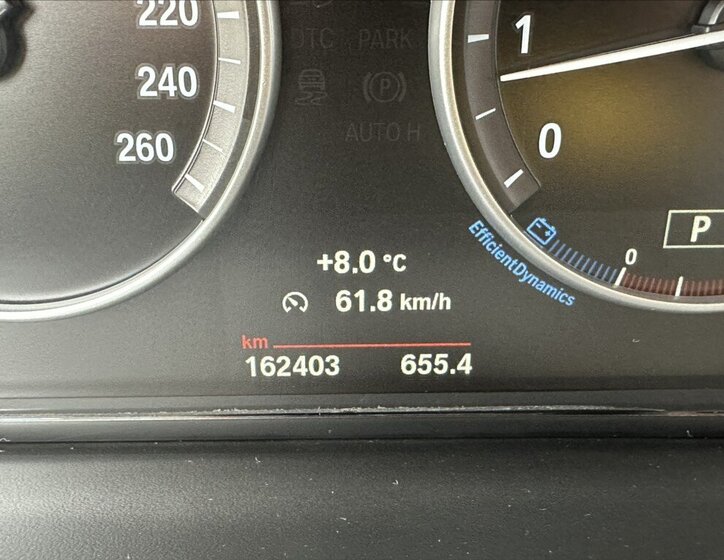 220
240
260
DTC PARK
P
AUTO H
1
0
P
EfficientDynamics
0
+8.0 °C
61.8 km/h
km
162403 655.4